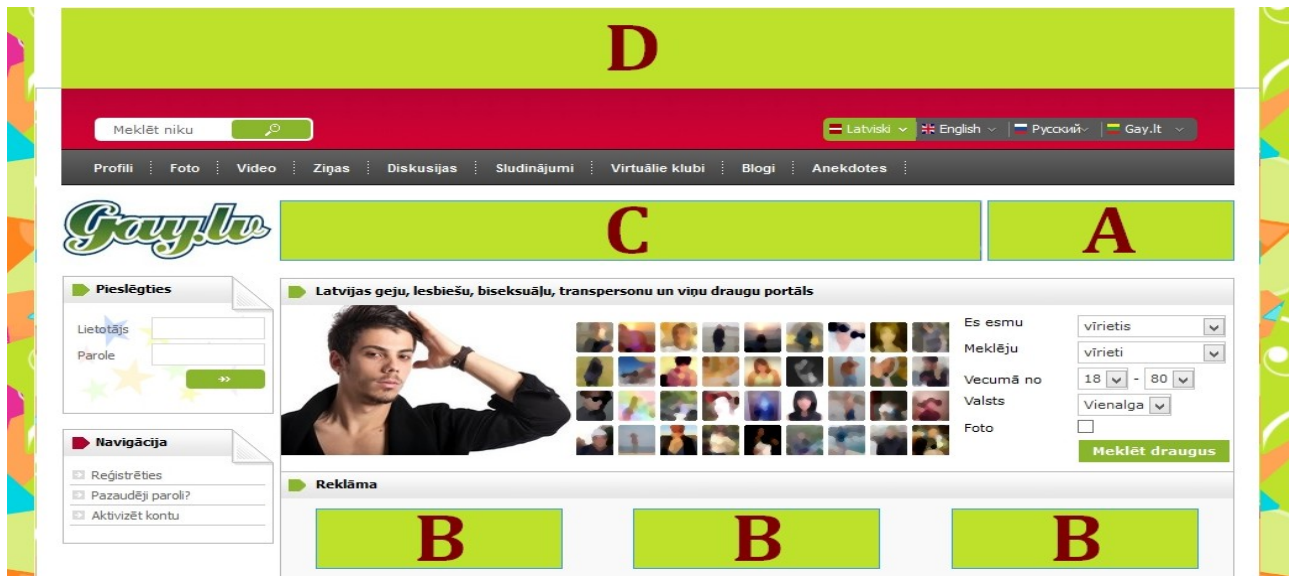 D
Meklēt niku
Latviski English Русский Gay.lt
Profili Foto Video Ziņas Diskusijas Sludinājumi Virtuālie klubi Blogi Anekdotes
Gay.lv C A
Pieslēgties
Lietotājs
Parole
Navigācija
Reģistrēties
Pazaudēji paroli?
Aktivizēt kontu
Latvijas geju, lesbiešu, biseksuāļu, transpersonu un viņu draugu portāls
Es esmu vīrietis
Meklēju vīrieti
Vecumā no 18 - 80
Valsts Vienalga
Foto
Meklēt draugus
Reklāma
B B B